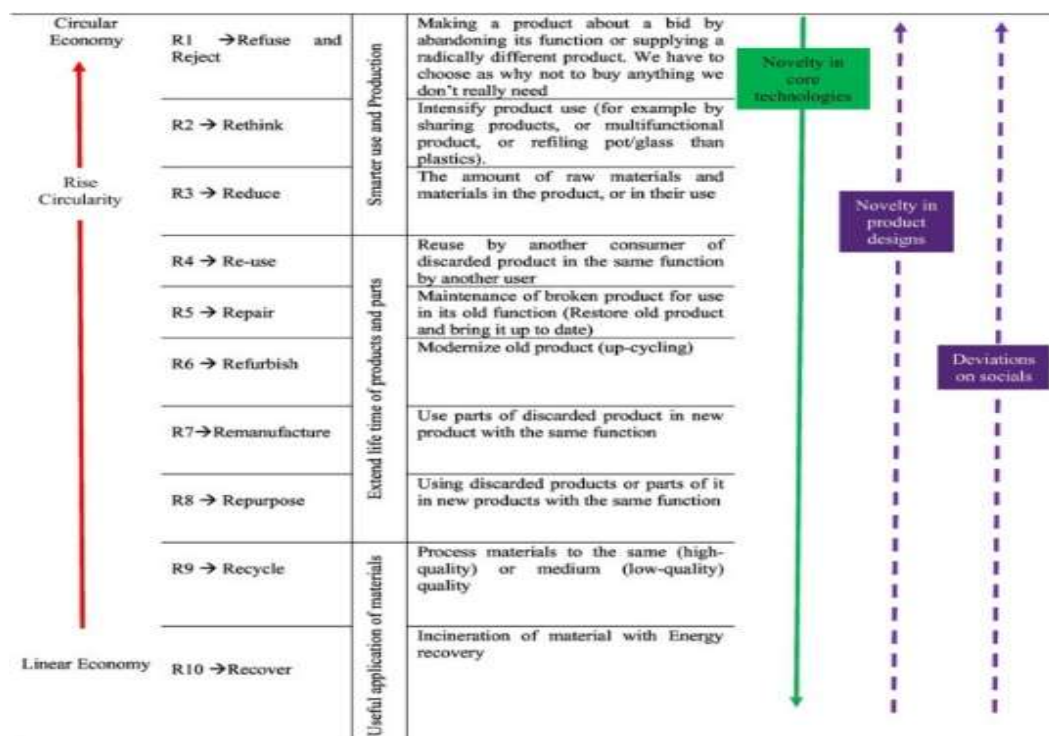 Circular
Economy
Rise
Circularity
Linear Economy
R1 →Refuse and
Reject
Smarter use and Production
Making a product about a bid by
abandoning its function or supplying a
radically different product. We have to
choose as why not to buy anything we
don't really need
R2 → Rethink
Intensify product use (for example by
sharing products, or multifunctional
product, or refiling pot/glass than
plastics).
R3 → Reduce
The amount of raw materials and
materials in the product, or in their use
R4 → Re-use
Extend life time of products and parts
Reuse by another consumer of
discarded product in the same function
by another user
R5 → Repair
Maintenance of broken product for use
in its old function (Restore old product
and bring it up to date)
R6 → Refurbish
Modernize old product (up-cycling)
R7→Remanufacture
Use parts of discarded product in new
product with the same function
R8 → Repurpose
Using discarded products or parts of it
in new products with the same function
R9 → Recycle
Useful application of materials
Process materials to the same (high-
quality) or medium (low-quality)
quality
R10 →Recover
Incineration of material with Energy
recovery
Novelty in
core
technologies
Novelty in
product
designs
Deviations
on socials